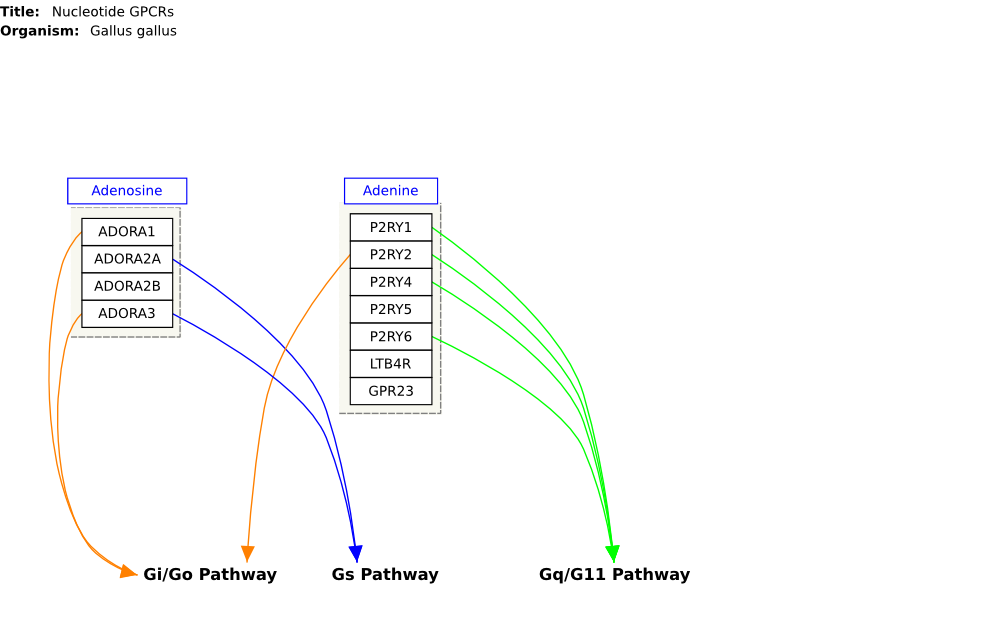 Title: Nucleotide GPCRs
Organism: Gallus gallus
Adenosine
ADORA1
ADORA2A
ADORA2B
ADORA3
Adenine
P2RY1
P2RY2
P2RY4
P2RY5
P2RY6
LTB4R
GPR23
Gi/Go Pathway
Gs Pathway
Gq/G11 Pathway